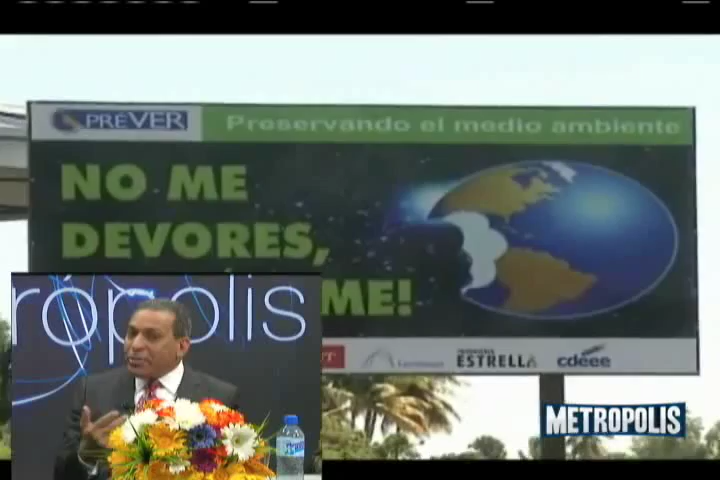 PREVER
Preservando el medio ambiente
NO ME
DEVORES,
ME!
rópolis
ESTRELLA
cdeee
METROPOLIS